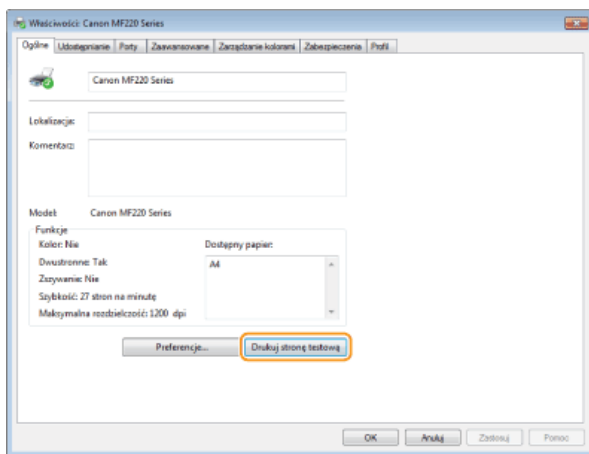 Właściwości: Canon MF220 Series
Ogólne Udostępnianie Porty Zaawansowane Zarządzanie kolorami Zabezpieczenia Profil
Canon MF220 Series
Lokalizacja:
Komentarz:
Model: Canon MF220 Series
Funkcje
Kolor: Nie Dostępny papier:
Dwustronne: Tak A4
Zszywanie: Nie
Szybkość: 27 stron na minutę
Maksymalna rozdzielczość: 1200 dpi
Preferencje... Drukuj stronę testową
OK Anuluj Zastosuj Pomoc